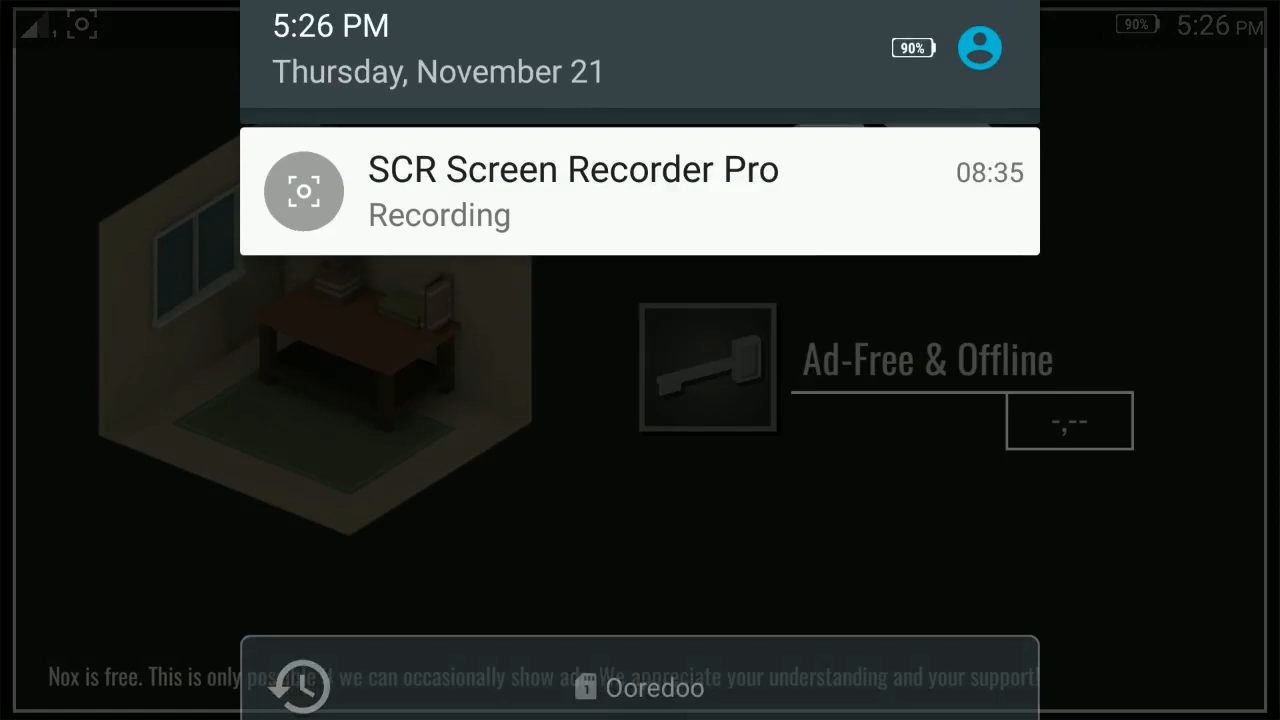 90%
5:26 PM
5:26 PM
90%
Thursday, November 21
SCR Screen Recorder Pro
08:35
Recording
Ad-Free & Offline
-,--
Nox is free. This is only possible if we can occasionally show ads. We appreciate your understanding and your support!
Ooredoo